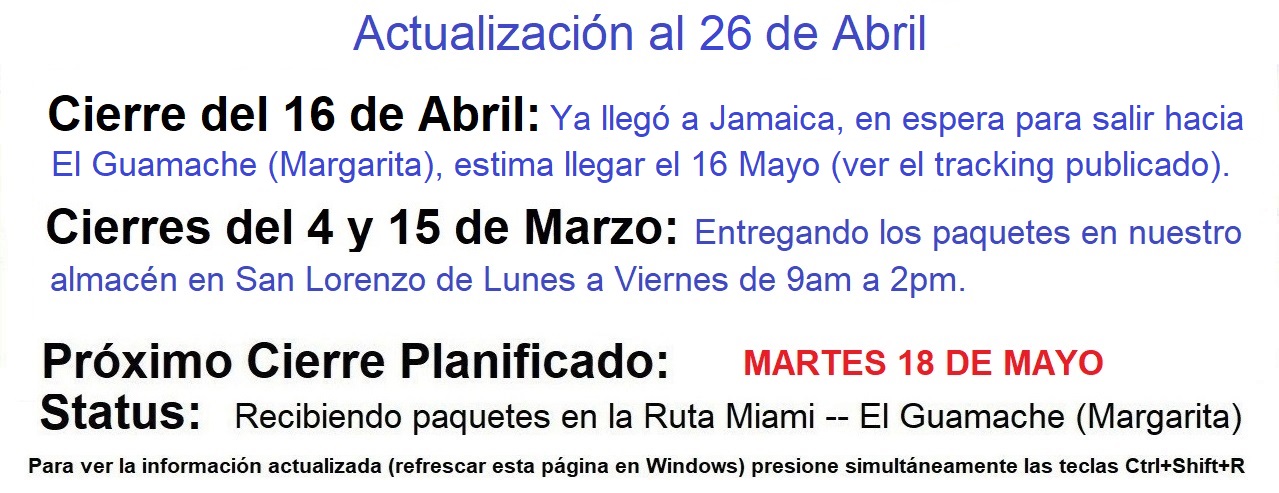 Actualización al 26 de Abril
Cierre del 16 de Abril: Ya llegó a Jamaica, en espera para salir hacia
El Guamache (Margarita), estima llegar el 16 Mayo (ver el tracking publicado).
Cierres del 4 y 15 de Marzo: Entregando los paquetes en nuestro
almacén en San Lorenzo de Lunes a Viernes de 9am a 2pm.
Próximo Cierre Planificado: MARTES 18 DE MAYO
Status: Recibiendo paquetes en la Ruta Miami -- El Guamache (Margarita)
Para ver la información actualizada (refrescar esta página en Windows) presione simultáneamente las teclas Ctrl+Shift+R